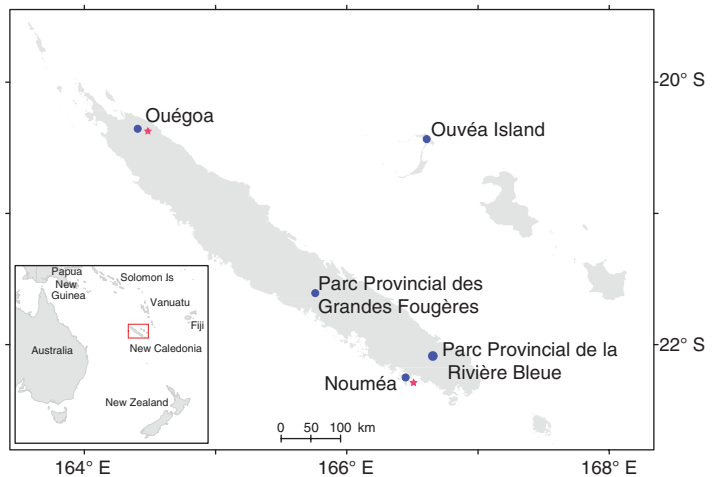 20° S
Ouégoa
Ouvéa Island
Parc Provincial des
Grandes Fougères
Parc Provincial de la
Rivière Bleue
22° S
Nouméa
0 50 100 km
164° E
166° E
168° E
Papua
New
Guinea
Solomon Is
Vanuatu
Fiji
Australia
New Caledonia
New Zealand